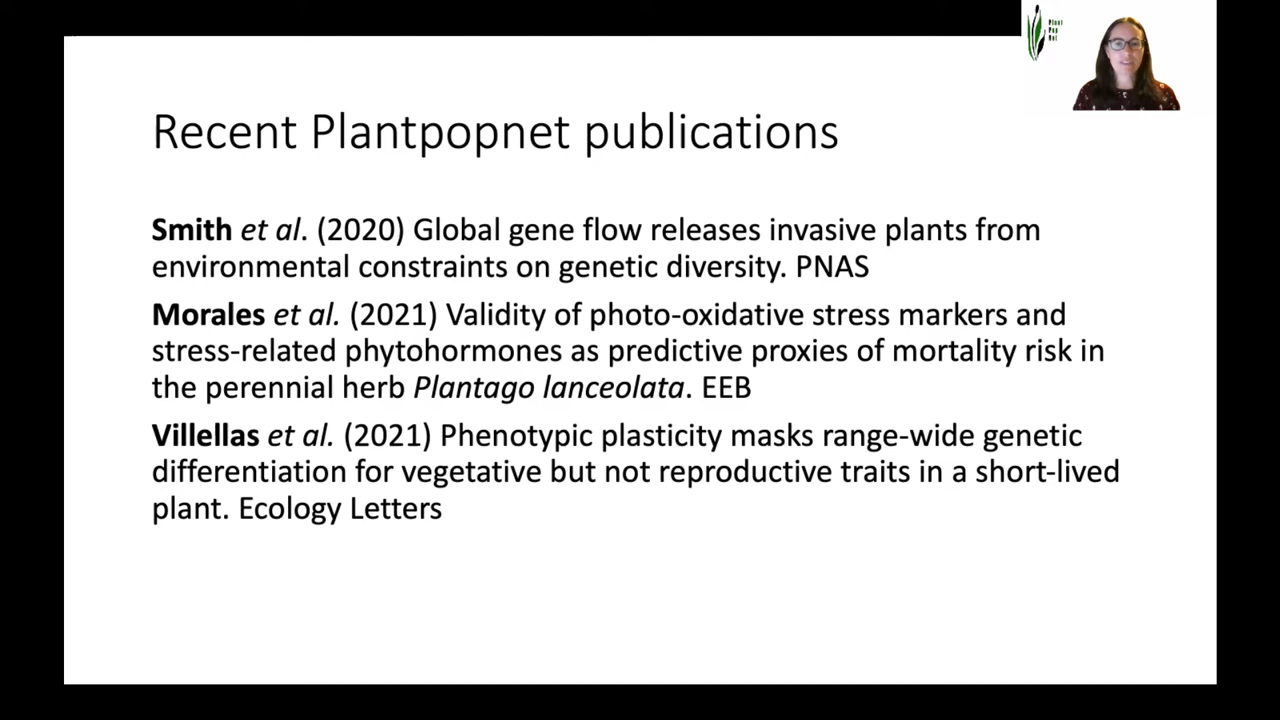 Plant
Pop
Net
Recent Plantpopnet publications
Smith et al. (2020) Global gene flow releases invasive plants from
environmental constraints on genetic diversity. PNAS
Morales et al. (2021) Validity of photo-oxidative stress markers and
stress-related phytohormones as predictive proxies of mortality risk in
the perennial herb Plantago lanceolata. EEB
Villellas et al. (2021) Phenotypic plasticity masks range-wide genetic
differentiation for vegetative but not reproductive traits in a short-lived
plant. Ecology Letters